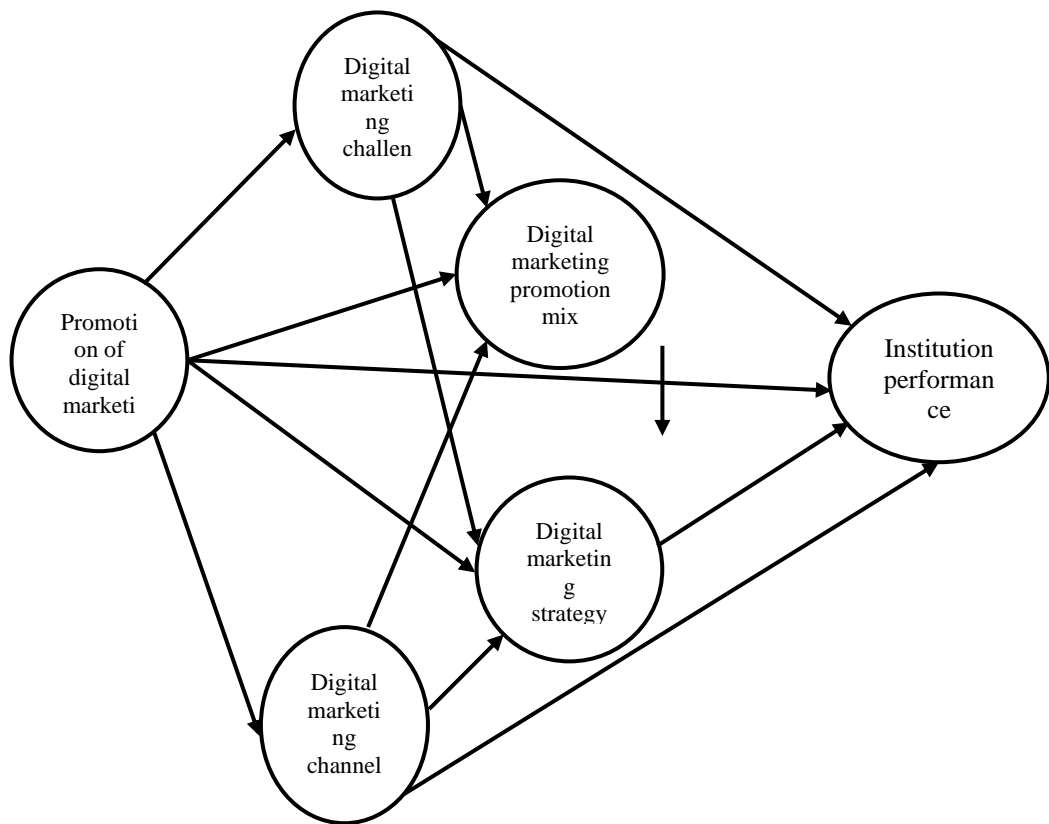 Digital
marketi
ng
challen
Digital
marketing
promotion
mix
Promoti
on of
digital
marketi
Institution
performan
ce
Digital
marketin
g
strategy
Digital
marketi
ng
channel